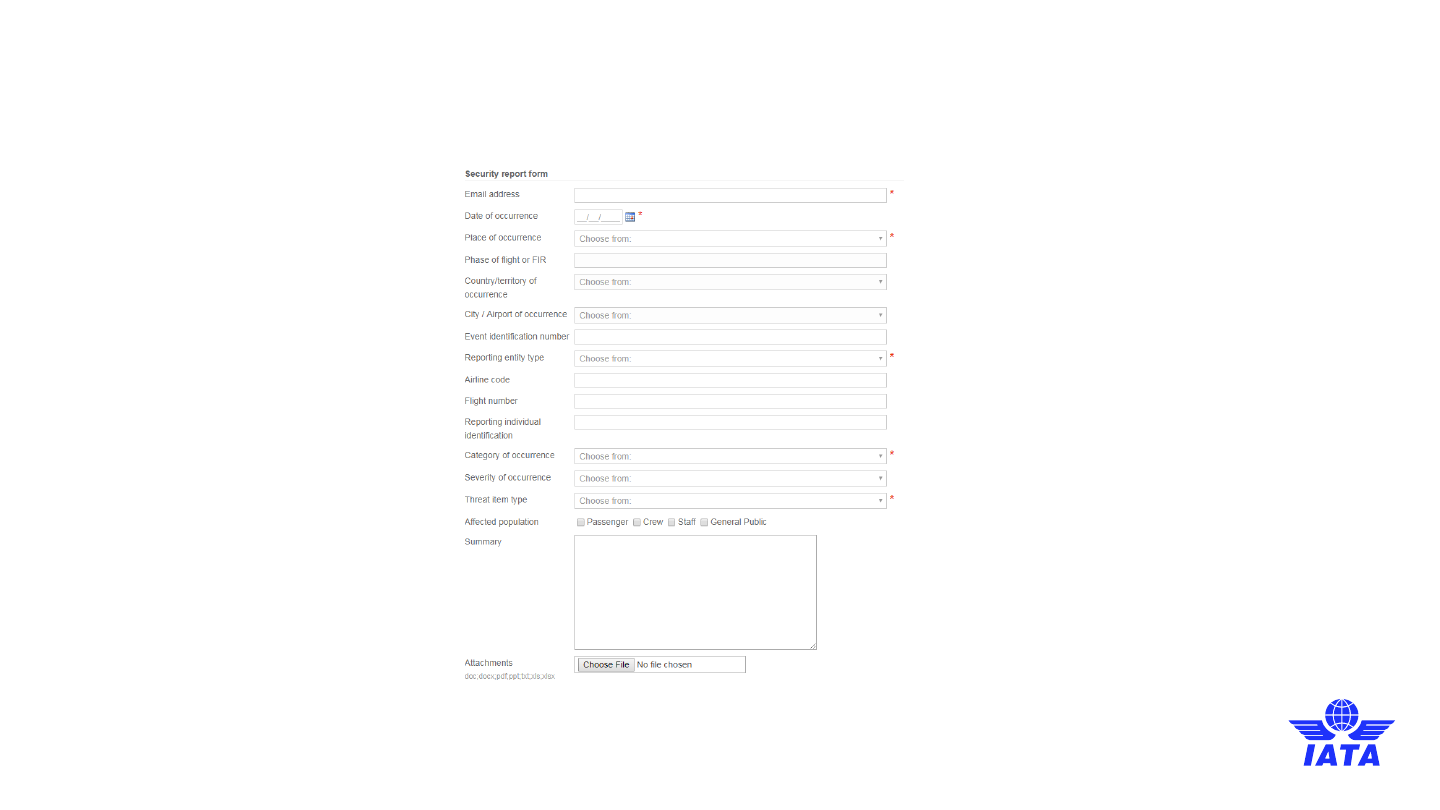 Security report form
Email address *
Date of occurrence __/__/____ *
Place of occurrence Choose from: *
Phase of flight or FIR
Country/territory of
occurrence Choose from:
City / Airport of occurrence Choose from:
Event identification number
Reporting entity type Choose from: *
Airline code
Flight number
Reporting individual
identification
Category of occurrence Choose from: *
Severity of occurrence Choose from:
Threat item type Choose from: *
Affected population Passenger Crew Staff General Public
Summary
Attachments Choose File No file chosen
doc;docx;pdf;ppt;txt;xls;xlsx
IATA